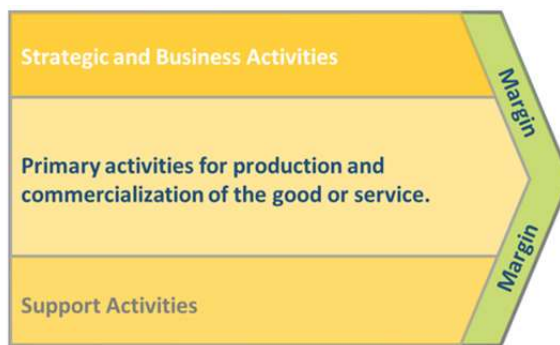 Strategic and Business Activities
Margin
Primary activities for production and
commercialization of the good or service.
Margin
Support Activities